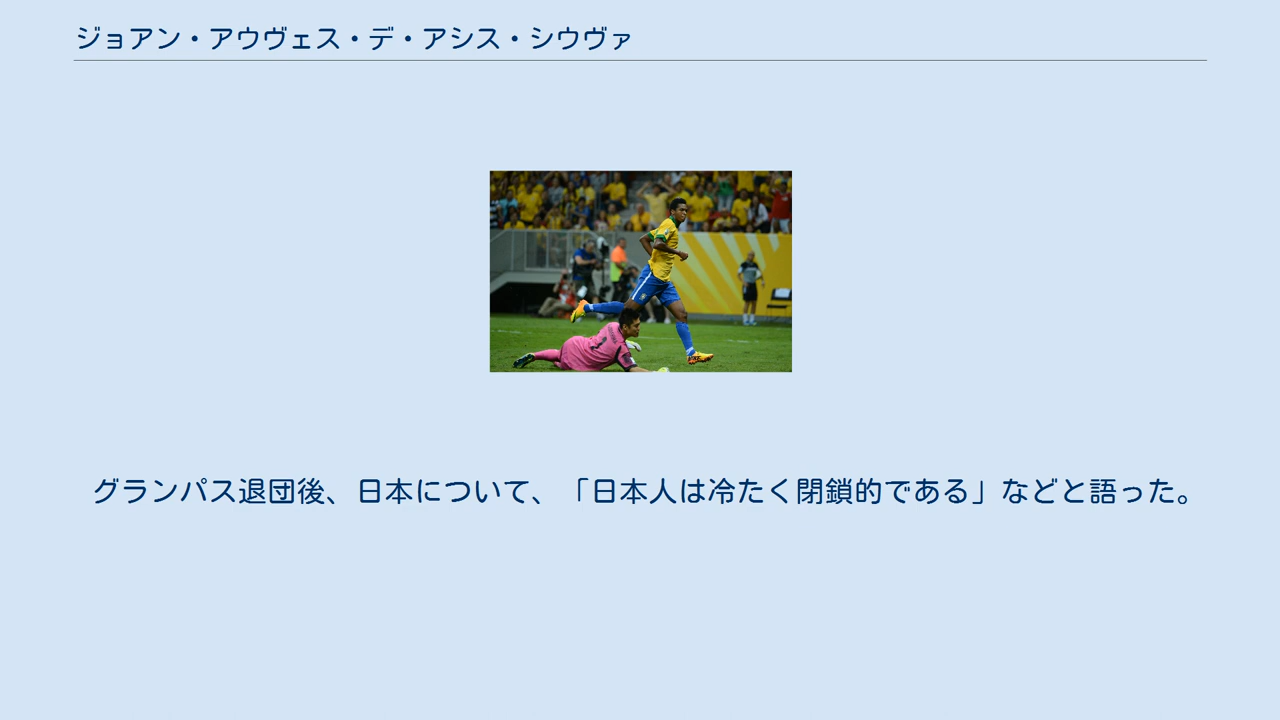 ジョアン・アウヴェス・デ・アシス・シウヴァ
グランパス退団後、日本について、「日本人は冷たく閉鎖的である」などと語った。